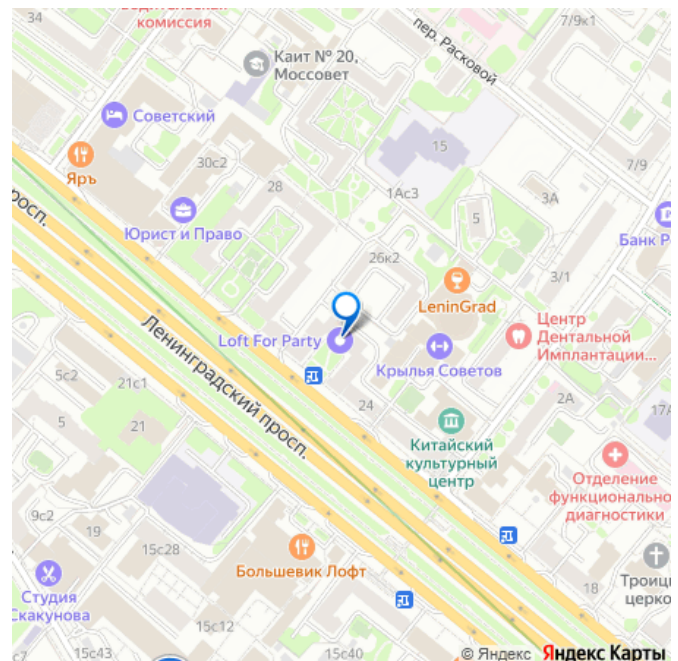 34
водительская
комиссия
7/9к1
пер. Расковой
Каит № 20,
Моссовет
Советский
15
Яръ
30с2
28
1Ас3
7/9
3А
5
просп.
Юрист и Право
Банк Р
26к2
LeninGrad
3/1
Loft For Party
Центр
Дентальной
Имплантации...
Крылья Советов
Ленинградский просп.
5с2
21с1
24
2А
17А
5
21
Китайский
культурный
центр
Отделение
функционально
диагностики
9с2
19
15с28
Большевик Лофт
Студия
Скакунова
Троицк
церко
18
15с12
с7
15с43
15с40
© Яндекс Яндекс Карты